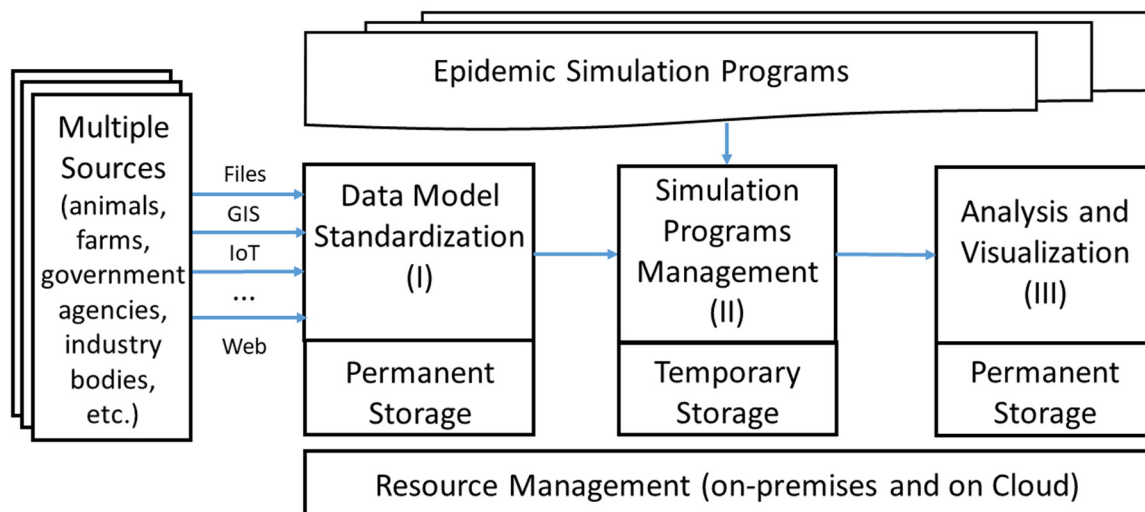 Epidemic Simulation Programs
Multiple
Sources
(animals,
farms,
government
agencies,
industry
bodies,
etc.)
Files
GIS
IoT
...
Web
Data Model
Standardization
(I)
Permanent
Storage
Simulation
Programs
Management
(II)
Temporary
Storage
Analysis and
Visualization
(III)
Permanent
Storage
Resource Management (on-premises and on Cloud)